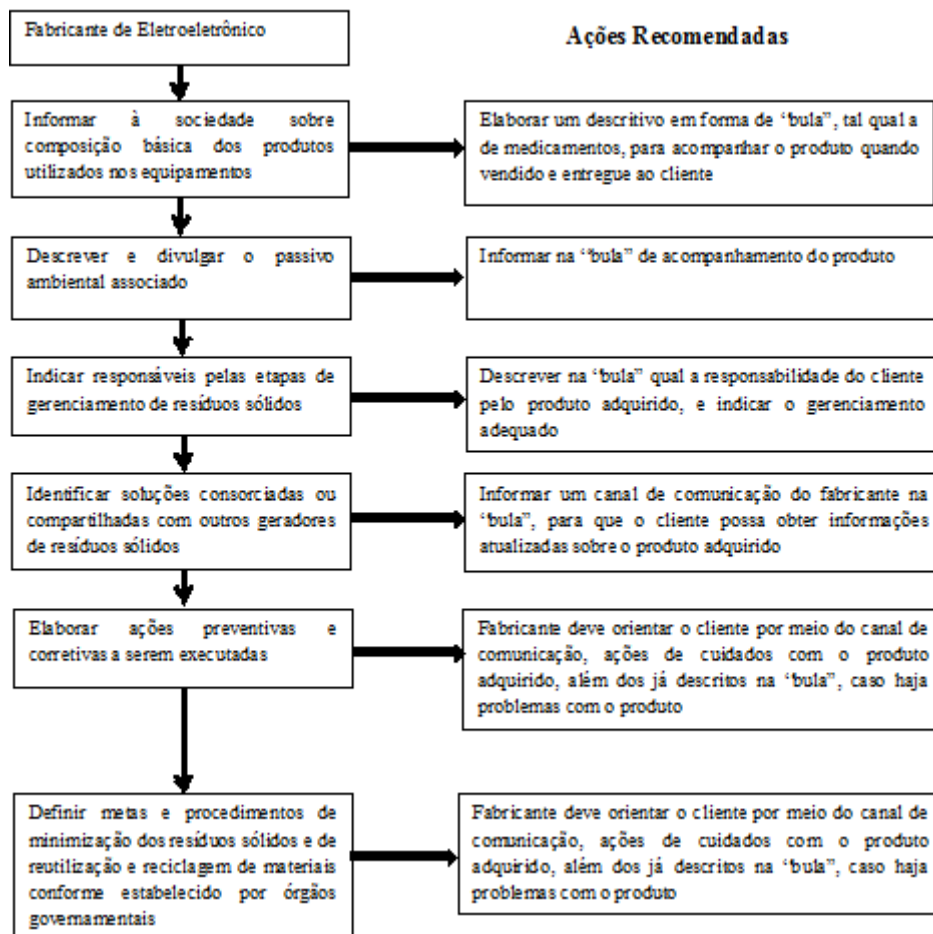 Fabricante de Eletroeletrônico
Ações Recomendadas
Informar à sociedade sobre
composição básica dos produtos
utilizados nos equipamentos
Elaborar um descritivo em forma de “bula”, tal qual a
de medicamentos, para acompanhar o produto quando
vendido e entregue ao cliente
Descrever e divulgar o passivo
ambiental associado
Informar na “bula” de acompanhamento do produto
Indicar responsáveis pelas etapas de
gerenciamento de resíduos sólidos
Descrever na “bula” qual a responsabilidade do cliente
pelo produto adquirido, e indicar o gerenciamento
adequado
Identificar soluções consorciadas ou
compartilhadas com outros geradores
de resíduos sólidos
Informar um canal de comunicação do fabricante na
“bula”, para que o cliente possa obter informações
atualizadas sobre o produto adquirido
Elaborar ações preventivas e
corretivas a serem executadas
Fabricante deve orientar o cliente por meio do canal de
comunicação, ações de cuidados com o produto
adquirido, além dos já descritos na “bula”, caso haja
problemas com o produto
Definir metas e procedimentos de
minimização dos resíduos sólidos e de
reutilização e reciclagem de materiais
conforme estabelecido por órgãos
governamentais
Fabricante deve orientar o cliente por meio do canal de
comunicação, ações de cuidados com o produto
adquirido, além dos já descritos na “bula”, caso haja
problemas com o produto